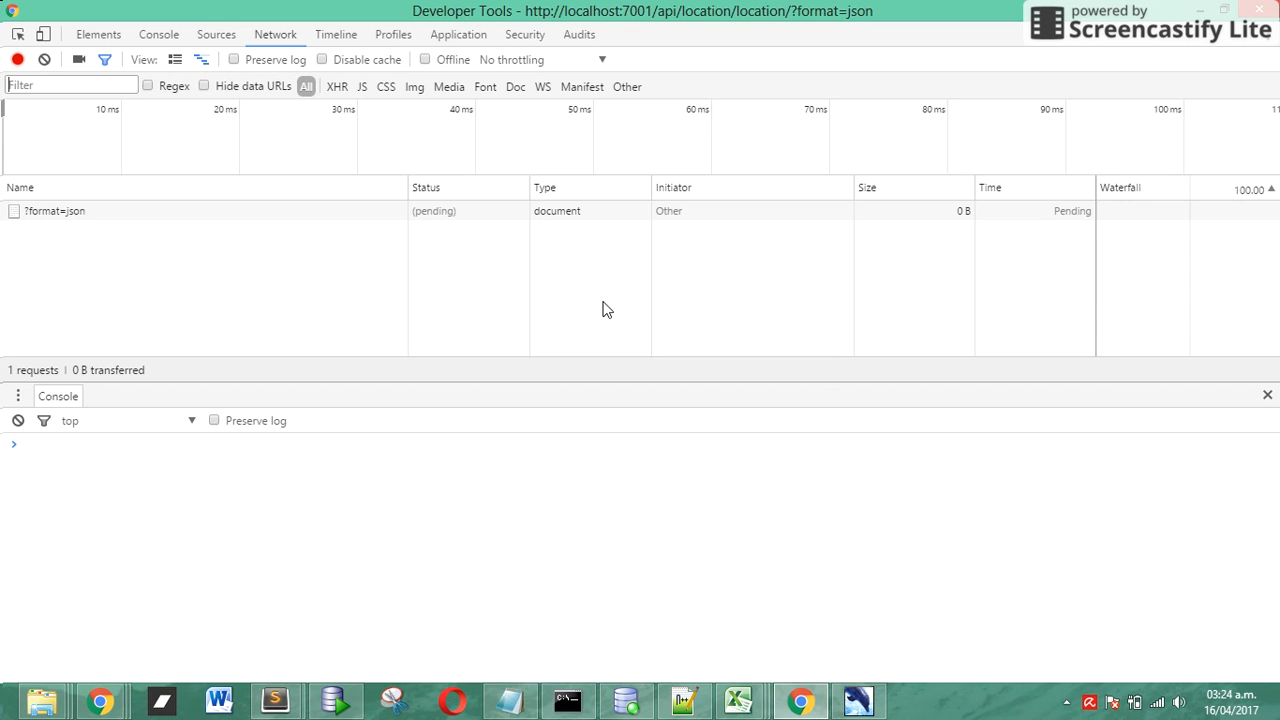 Developer Tools - http://localhost:7001/api/location/location/?format=json
powered by
Screencastify Lite
Elements Console Sources Network Timeline Profiles Application Security Audits
View: Preserve log Disable cache Offline No throttling
Filter Regex Hide data URLs All XHR JS CSS Img Media Font Doc WS Manifest Other
10 ms 20 ms 30 ms 40 ms 50 ms 60 ms 70 ms 80 ms 90 ms 100 ms 11
Name Status Type Initiator Size Time Waterfall 100.00
?format=json (pending) document Other 0 B Pending
1 requests | 0 B transferred
Console
top Preserve log
03:24 a.m.
16/04/2017